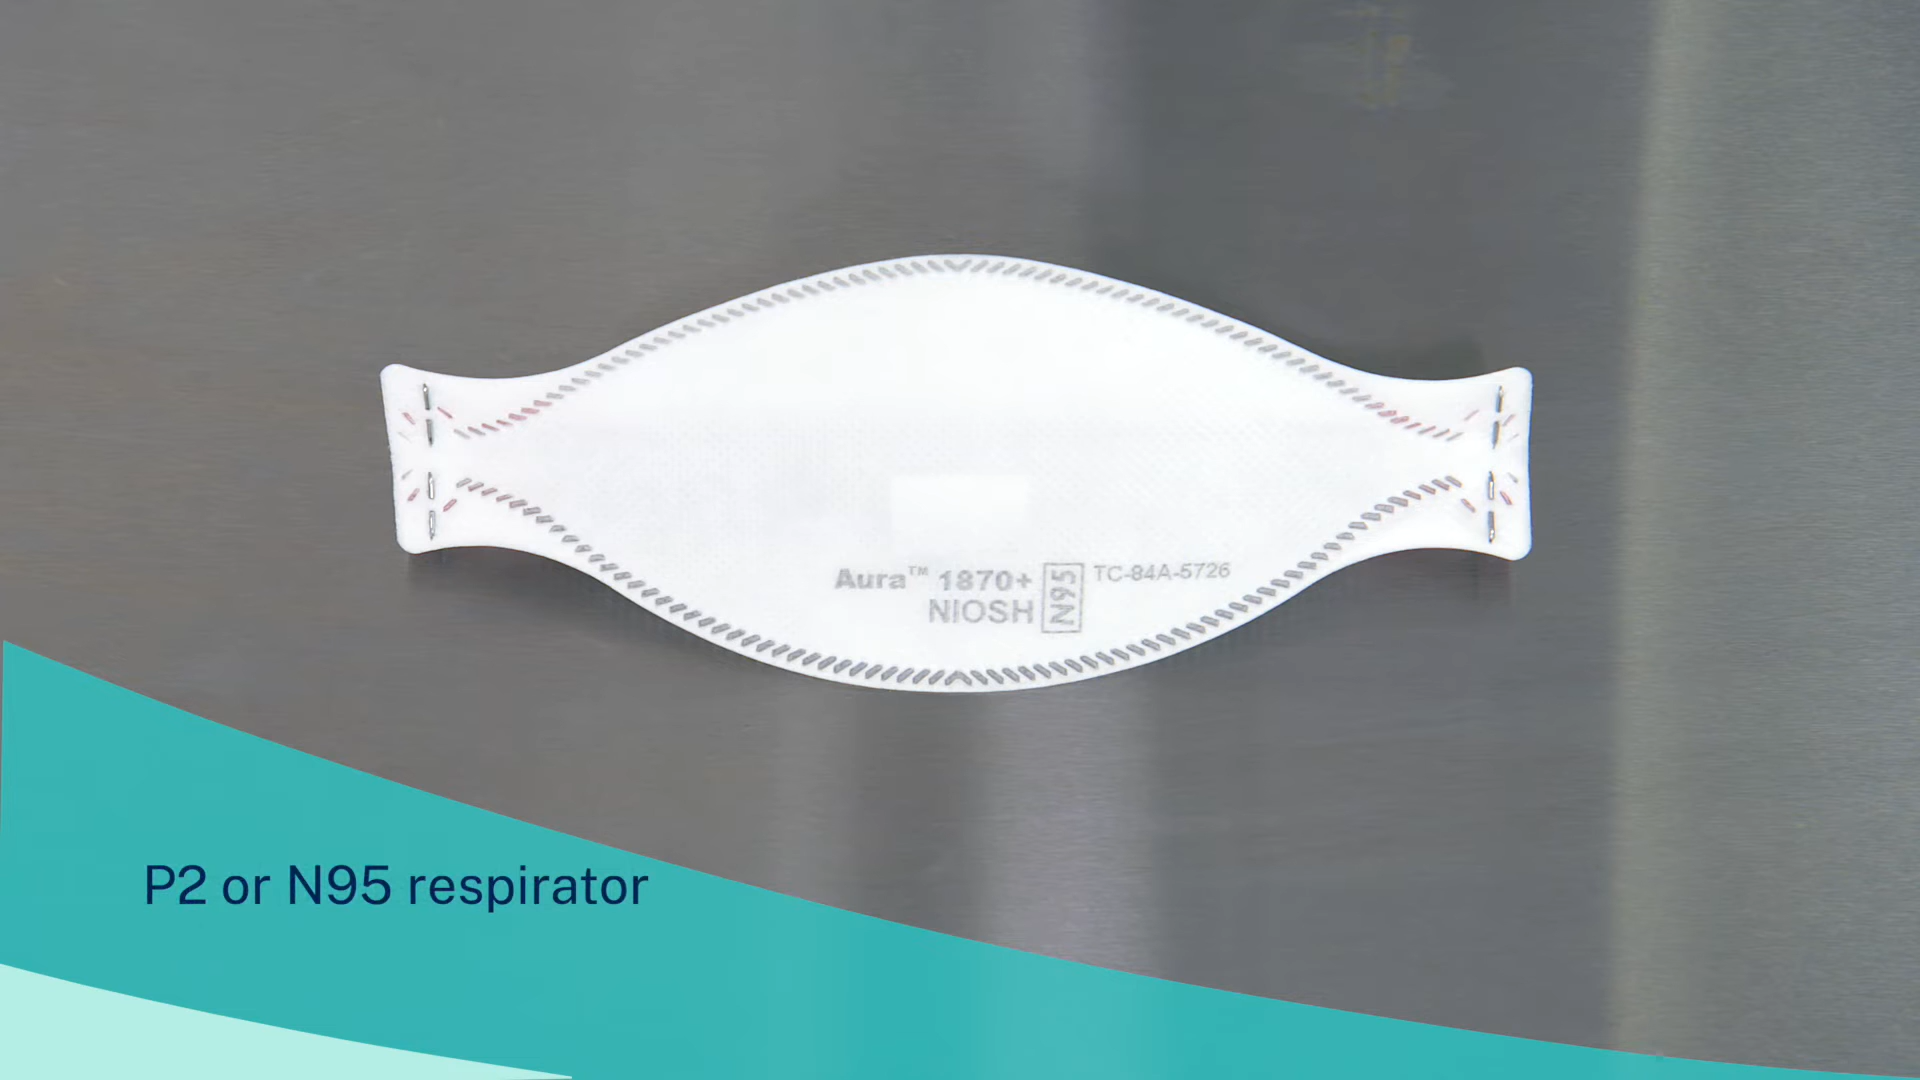 Aura™ 1870+
NIOSH
N95
TC-84A-5726
P2 or N95 respirator